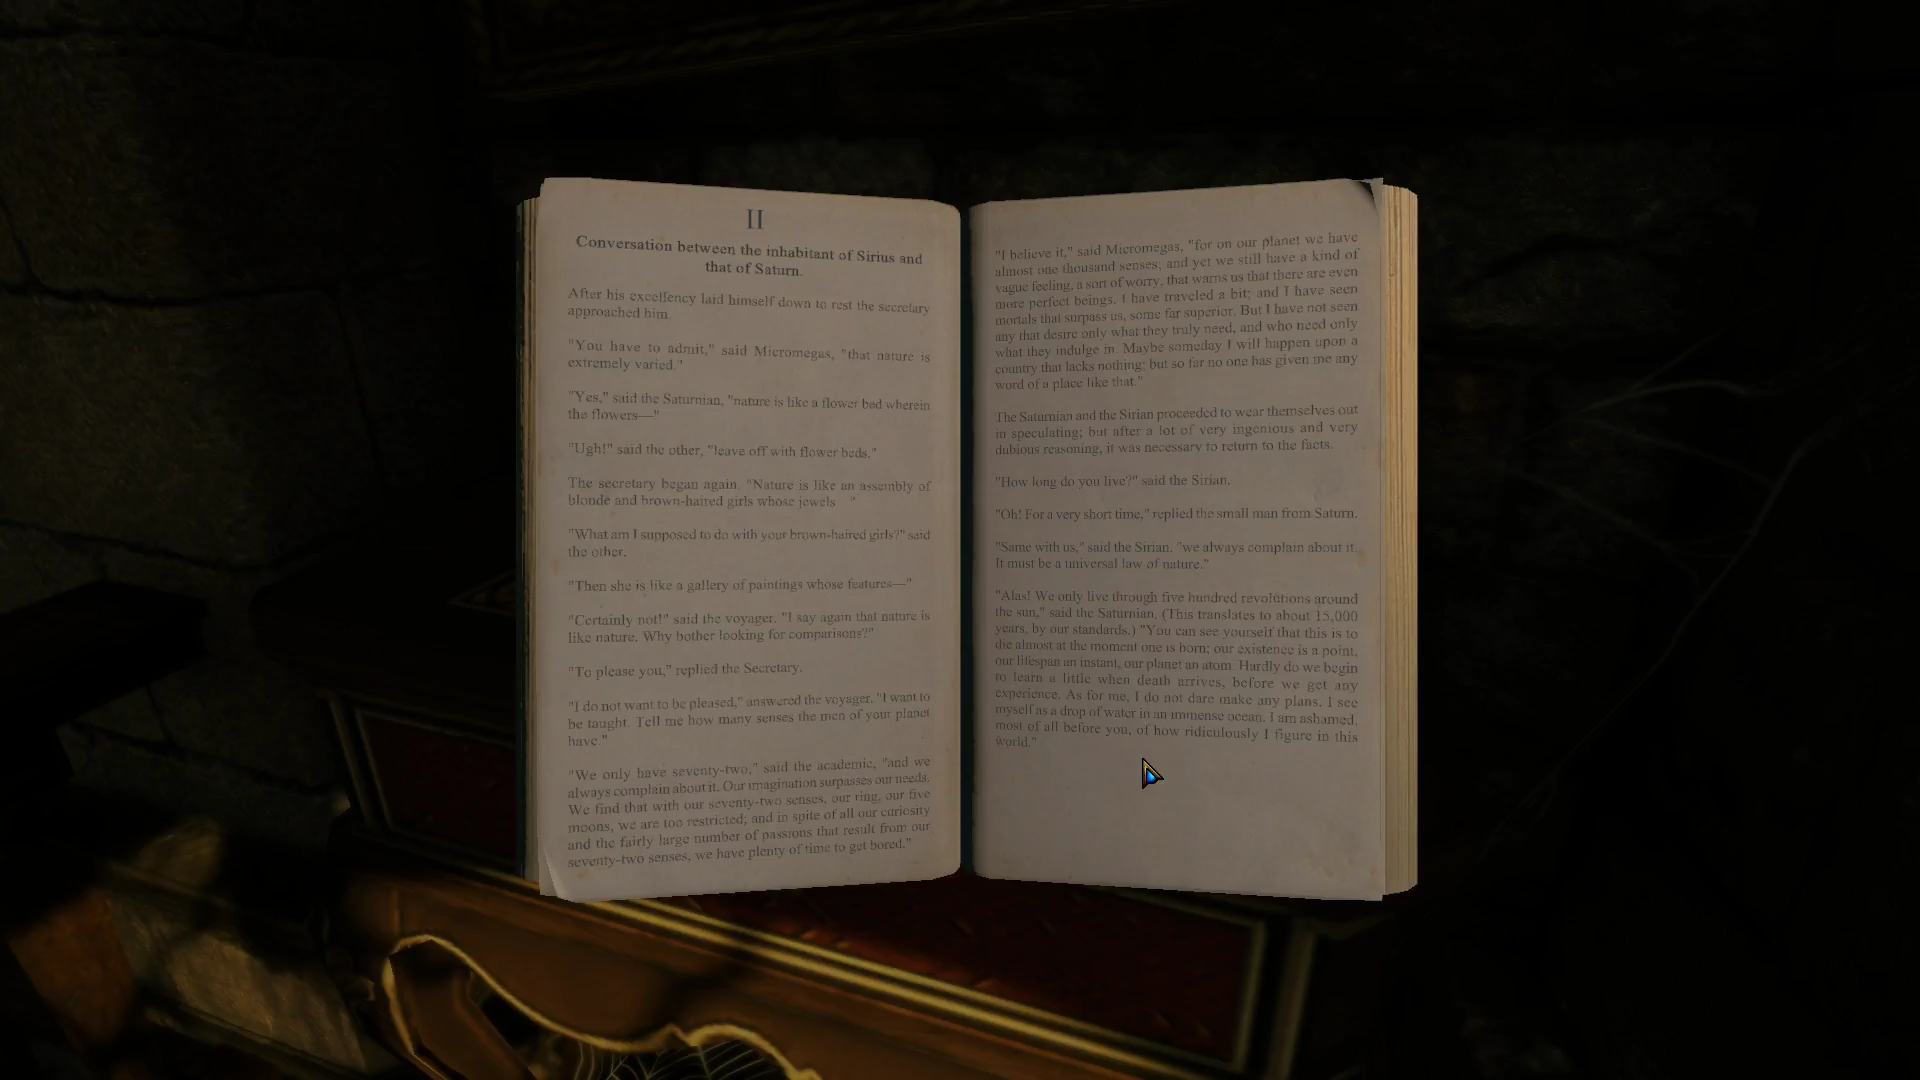 II
Conversation between the inhabitant of Sirius and
that of Saturn.
After his excellency laid himself down to rest the secretary
approached him.
"You have to admit," said Micromegas, "that nature is
extremely varied."
"Yes," said the Saturnian, "nature is like a flower bed wherein
the flowers—"
"Ugh!" said the other, "leave off with flower beds."
The secretary began again. "Nature is like an assembly of
blonde and brown-haired girls whose jewels—"
"What am I supposed to do with your brown-haired girls?" said
the other.
"Then she is like a gallery of paintings whose features—"
"Certainly not!" said the voyager. "I say again that nature is
like nature. Why bother looking for comparisons?"
"To please you," replied the Secretary.
"I do not want to be pleased," answered the voyager. "I want to
be taught. Tell me how many senses the men of your planet
have."
"We only have seventy-two," said the academic, "and we
always complain about it. Our imagination surpasses our needs.
We find that with our seventy-two senses, our ring, our five
moons, we are too restricted; and in spite of all our curiosity
and the fairly large number of passions that result from our
seventy-two senses, we have plenty of time to get bored."
"I believe it," said Micromegas, "for on our planet we have
almost one thousand senses; and yet we still have a kind of
vague feeling, a sort of worry, that warns us that there are even
more perfect beings. I have traveled a bit; and I have seen
mortals that surpass us, some far superior. But I have not seen
any that desire only what they truly need, and who need only
what they indulge in. Maybe someday I will happen upon a
country that lacks nothing; but so far no one has given me any
word of a place like that."
The Saturnian and the Sirian proceeded to wear themselves out
in speculating; but after a lot of very ingenious and very
dubious reasoning, it was necessary to return to the facts.
"How long do you live?" said the Sirian.
"Oh! For a very short time," replied the small man from Saturn.
"Same with us," said the Sirian. "we always complain about it.
It must be a universal law of nature."
"Alas! We only live through five hundred revolutions around
the sun," said the Saturnian. (This translates to about 15,000
years, by our standards.) "You can see yourself that this is to
die almost at the moment one is born; our existence is a point,
our lifespan an instant, our planet an atom. Hardly do we begin
to learn a little when death arrives, before we get any
experience. As for me, I do not dare make any plans. I see
myself as a drop of water in an immense ocean. I am ashamed,
most of all before you, of how ridiculously I figure in this
world."